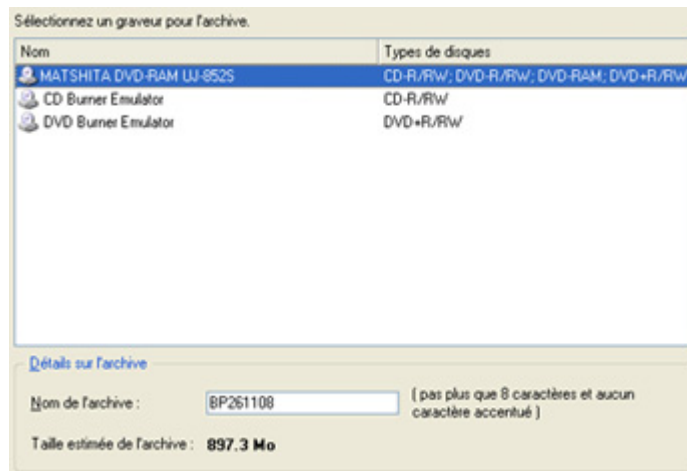 Sélectionnez un graveur pour l'archive.
Nom Types de disques
MATSHITA DVD-RAM UJ-852S CD-R/RW; DVD-R/RW; DVD-RAM; DVD+R/RW
CD Burner Emulator CD-R/RW
DVD Burner Emulator DVD+R/RW
Détails sur l'archive
Nom de l'archive : BP261108 ( pas plus que 8 caractères et aucun
caractère accentué )
Taille estimée de l'archive : 897.3 Mo